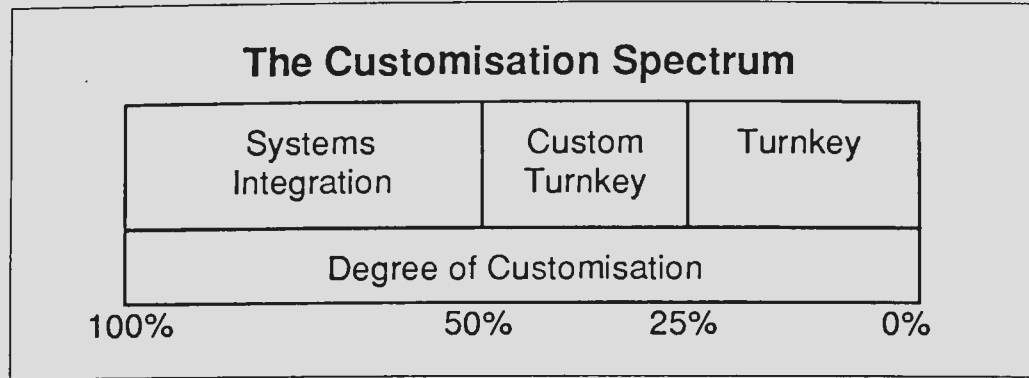 The Customisation Spectrum
Systems
Integration
Custom
Turnkey
Turnkey
Degree of Customisation
100%
50%
25%
0%